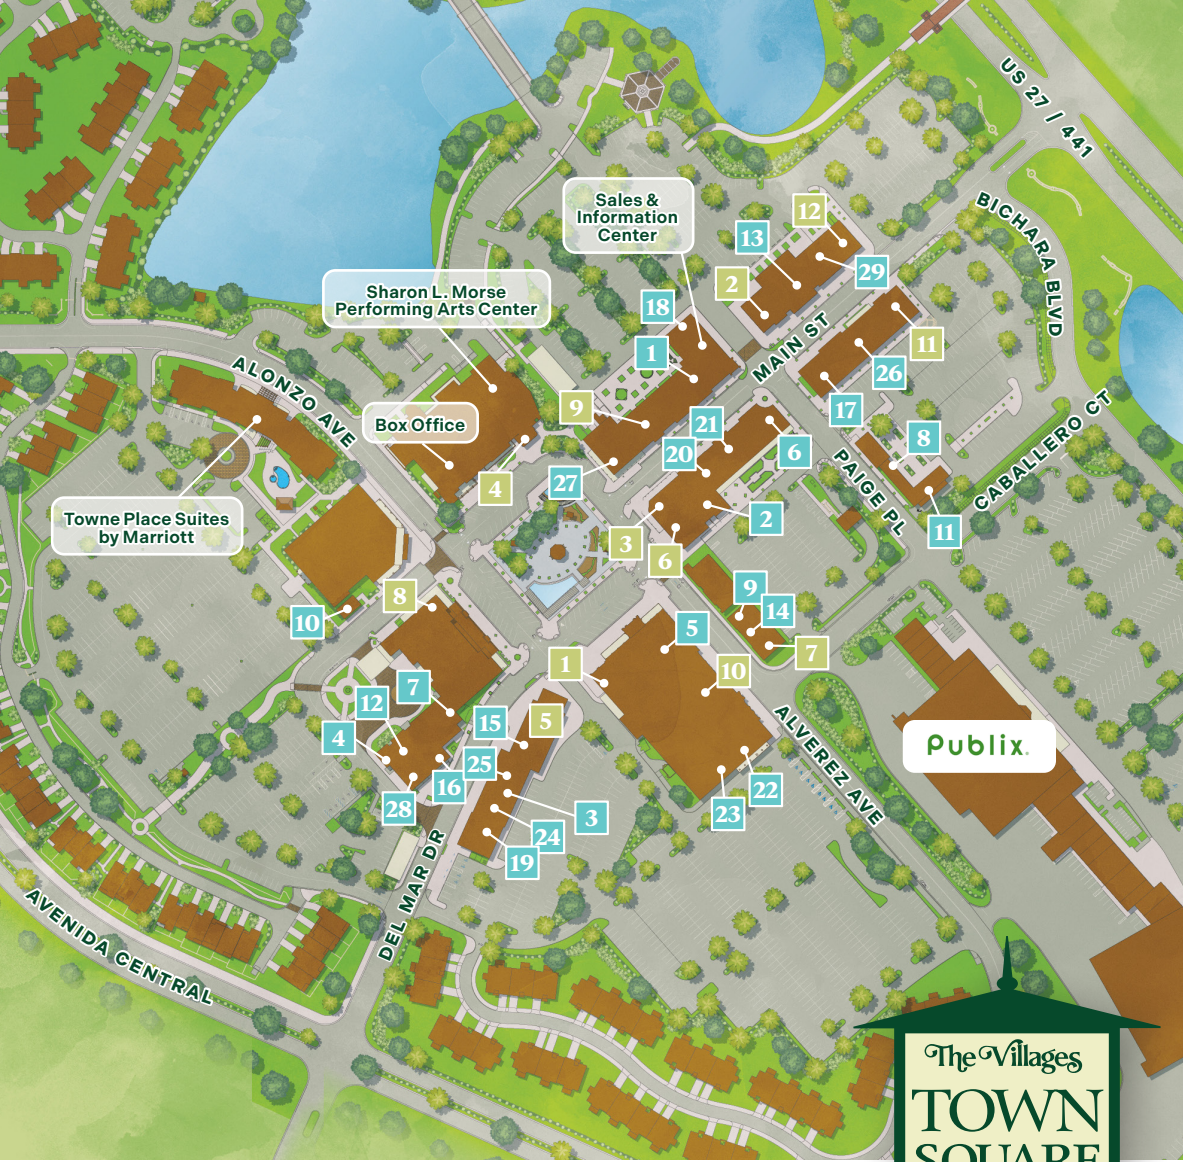 US 27 / 441
Sales &
Information
Center
12
13
BICHARA BLVD
29
2
Sharon L. Morse
Performing Arts Center
18
MAIN ST
11
1
26
ALONZO AVE
9
17
Box Office
21
6
8
CABALLERO CT
20
PAIGE PL
27
4
Towne Place Suites
by Marriott
2
11
3
6
9
8
14
10
5
7
1
10
7
12
15
5
4
ALVEREZ AVE
Publix.
25
16
22
28
3
23
24
19
DEL MAR DR
AVENIDA CENTRAL
The Villages
TOWN
SQUARE